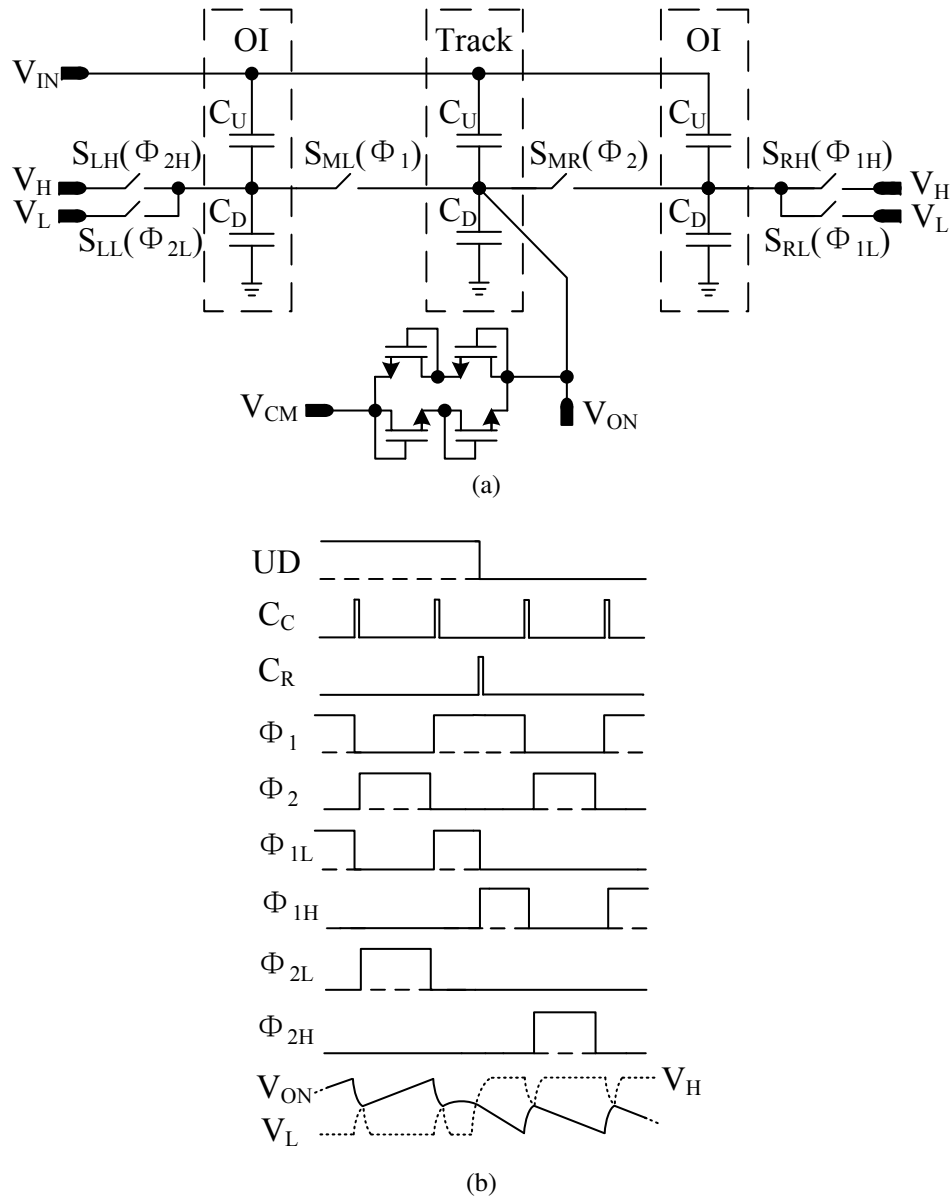 OI Track OI
V_IN
C_U C_U C_U
S_LH(Φ_2H) S_ML(Φ_1) S_MR(Φ_2) S_RH(Φ_1H)
V_H V_H
V_L C_D C_D C_D V_L
S_LL(Φ_2L) S_RL(Φ_1L)
V_CM V_ON
(a)
UD
C_C
C_R
Φ_1
Φ_2
Φ_1L
Φ_1H
Φ_2L
Φ_2H
V_ON V_H
V_L
(b)